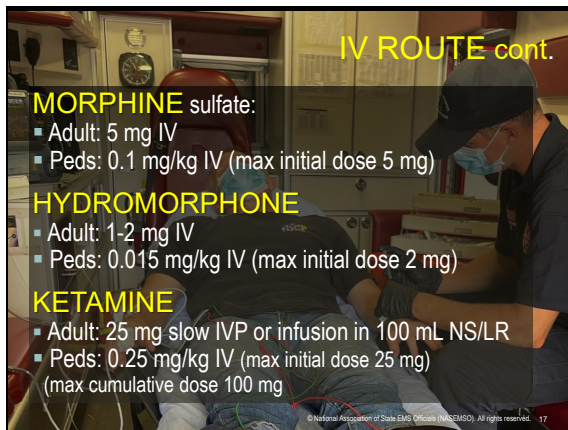 IV ROUTE cont.
MORPHINE sulfate:
▪ Adult: 5 mg IV
▪ Peds: 0.1 mg/kg IV (max initial dose 5 mg)
HYDROMORPHONE
▪ Adult: 1-2 mg IV
▪ Peds: 0.015 mg/kg IV (max initial dose 2 mg)
KETAMINE
▪ Adult: 25 mg slow IVP or infusion in 100 mL NS/LR
▪ Peds: 0.25 mg/kg IV (max initial dose 25 mg)
(max cumulative dose 100 mg
© National Association of State EMS Officials (NASEMSO). All rights reserved. 17